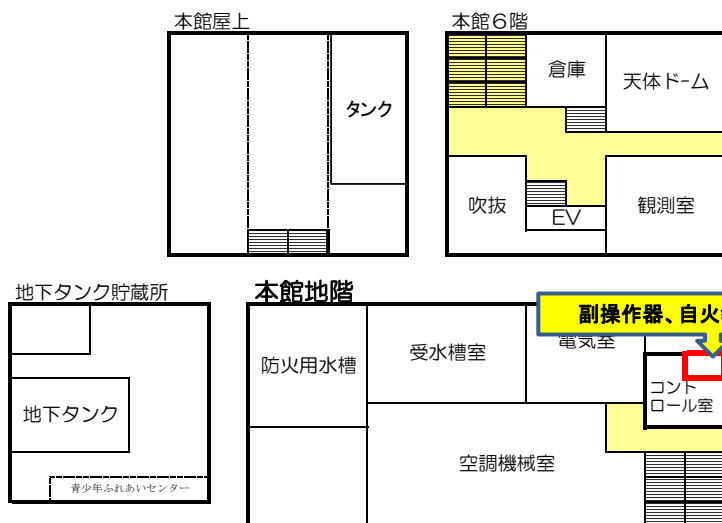 本館屋上
タンク
本館6階
倉庫
天体ドーム
吹抜
EV
観測室
地下タンク貯蔵所
地下タンク
青少年ふれあいセンター
本館地階
副操作器、自火
防火用水槽
受水槽室
電気室
コント
ロール室
空調機械室